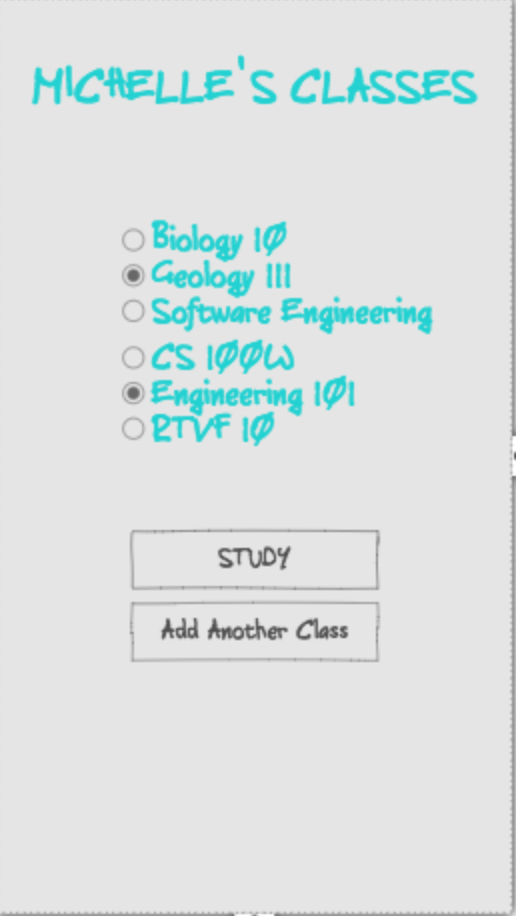 MICHELLE'S CLASSES
Biology 10
Geology 111
Software Engineering
CS 100W
Engineering 101
RTVF 10
STUDY
Add Another Class